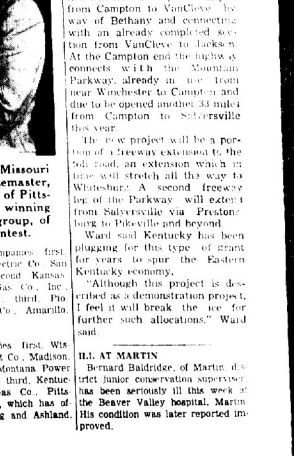 from Campton to VanCleve by
way of Bethany and connecting
with an already completed sec-
tion from VanCleve to Jackson
At the Campton end the highway
connects with the Mountain
Parkway, already in use from
near Winchester to Campton and
due to be opened another 33 miles
from Campton to Salyersville
this year
The new project will be a por-
tion of a freeway extension to the
toll road, an extension which in
time will stretch all the way to
Whitesburg. A second freeway
leg of the Parkway will extend
from Salyersville via Prestons-
burg to Pikeville and beyond
Ward said Kentucky has been
plugging for this type of grant
for years to spur the Eastern
Kentucky economy.
"Although this project is des-
cribed as a demonstration project,
I feel it will break the ice for
further such allocations." Ward
said.
ILL AT MARTIN
Bernard Baldridge, of Martin, dis-
trict junior conservation superviser
has been seriously ill this week at
the Beaver Valley hospital, Martin
His condition was later reported im-
proved.
Missouri
emaster,
of Pitts-
winning
group, of
ntest.
mpanies first,
ectric Co., San
cond Kansas
Gas Co., Inc.,
third, Pio-
Co., Amarillo,
ies first, Wis-
t Co., Madison,
Montana Power
third, Kentuc-
as Co., Pitts-
, which has of-
g and Ashland,